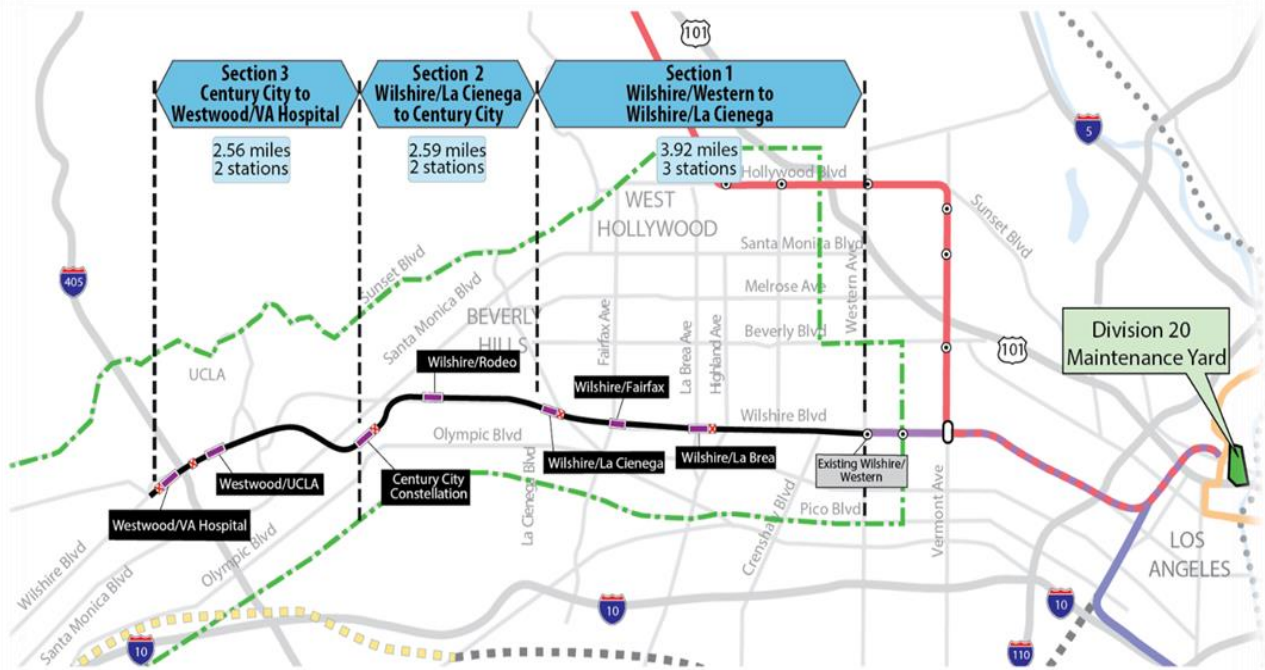 101
Section 3
Century City to
Westwood/VA Hospital
2.56 miles
2 stations
Section 2
Wilshire/La Cienega
to Century City
2.59 miles
2 stations
Section 1
Wilshire/Western to
Wilshire/La Cienega
3.92 miles
3 stations
5
Hollywood Blvd
WEST
HOLLYWOOD
Sunset Blvd
Santa Monica Blvd
405
Sunset Blvd
Santa Monica Blvd
Melrose Ave
Western Ave
BEVERLY
HILLS
Fairfax Ave
La Brea Ave
Highland Ave
Beverly Blvd
101
Division 20
Maintenance Yard
UCLA
Wilshire/Rodeo
Wilshire/Fairfax
Wilshire Blvd
Olympic Blvd
Wilshire/La Cienega
Wilshire/La Brea
Existing Wilshire/
Western
Westwood/UCLA
Century City
Constellation
La Cienega Blvd
Crenshaw Blvd
Pico Blvd
Vermont Ave
Westwood/VA Hospital
Wilshire Blvd
Santa Monica Blvd
Olympic Blvd
LOS
ANGELES
10
10
10
110